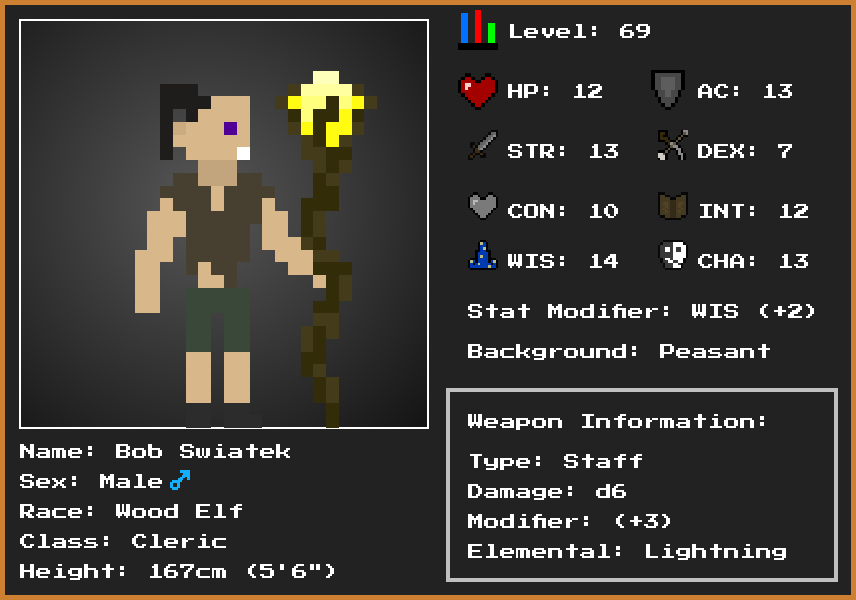 Level: 69
HP: 12 AC: 13
STR: 13 DEX: 7
CON: 10 INT: 12
WIS: 14 CHA: 13
Stat Modifier: WIS (+2)
Background: Peasant
Weapon Information:
Type: Staff
Damage: d6
Modifier: (+3)
Elemental: Lightning
Name: Bob Swiatek
Sex: Male♂
Race: Wood Elf
Class: Cleric
Height: 167cm (5'6")